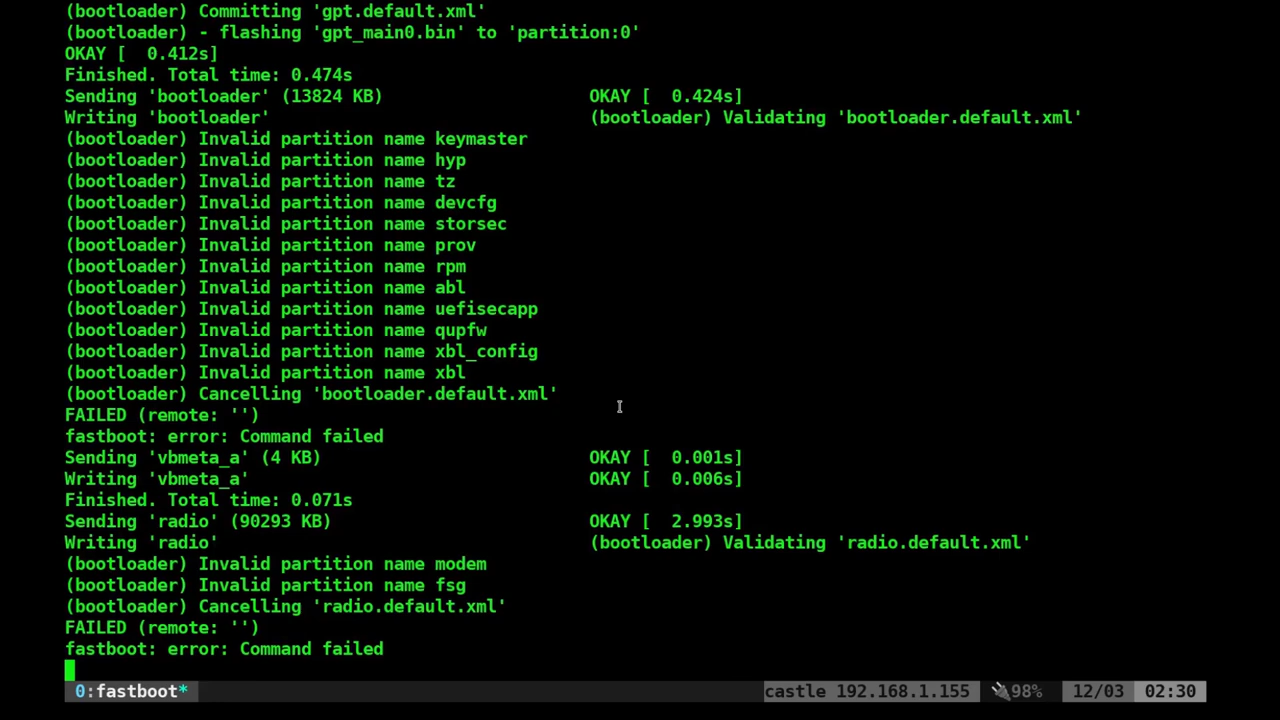 (bootloader) Committing 'gpt.default.xml'
(bootloader) - flashing 'gpt_main0.bin' to 'partition:0'
OKAY [  0.412s]
Finished. Total time: 0.474s
Sending 'bootloader' (13824 KB)                    OKAY [  0.424s]
Writing 'bootloader'                               (bootloader) Validating 'bootloader.default.xml'
(bootloader) Invalid partition name keymaster
(bootloader) Invalid partition name hyp
(bootloader) Invalid partition name tz
(bootloader) Invalid partition name devcfg
(bootloader) Invalid partition name storsec
(bootloader) Invalid partition name prov
(bootloader) Invalid partition name rpm
(bootloader) Invalid partition name abl
(bootloader) Invalid partition name uefisecapp
(bootloader) Invalid partition name qupfw
(bootloader) Invalid partition name xbl_config
(bootloader) Invalid partition name xbl
(bootloader) Cancelling 'bootloader.default.xml'
FAILED (remote: '')
fastboot: error: Command failed
Sending 'vbmeta_a' (4 KB)                          OKAY [  0.001s]
Writing 'vbmeta_a'                                 OKAY [  0.006s]
Finished. Total time: 0.071s
Sending 'radio' (90293 KB)                         OKAY [  2.993s]
Writing 'radio'                                    (bootloader) Validating 'radio.default.xml'
(bootloader) Invalid partition name modem
(bootloader) Invalid partition name fsg
(bootloader) Cancelling 'radio.default.xml'
FAILED (remote: '')
fastboot: error: Command failed
0:fastboot* castle 192.168.1.155 98% 12/03 02:30